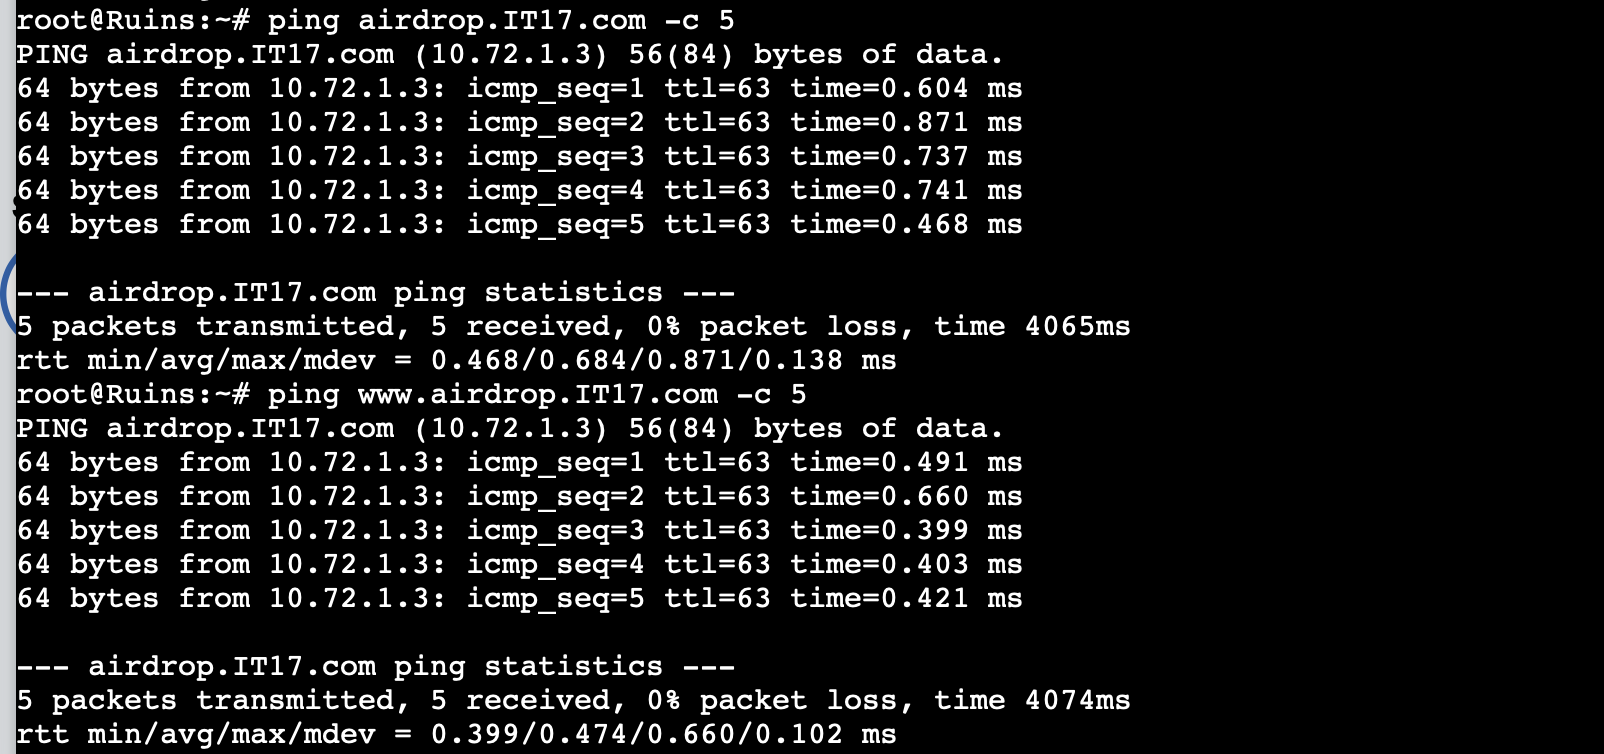 root@Ruins:~# ping airdrop.IT17.com -c 5
PING airdrop.IT17.com (10.72.1.3) 56(84) bytes of data.
64 bytes from 10.72.1.3: icmp_seq=1 ttl=63 time=0.604 ms
64 bytes from 10.72.1.3: icmp_seq=2 ttl=63 time=0.871 ms
64 bytes from 10.72.1.3: icmp_seq=3 ttl=63 time=0.737 ms
64 bytes from 10.72.1.3: icmp_seq=4 ttl=63 time=0.741 ms
64 bytes from 10.72.1.3: icmp_seq=5 ttl=63 time=0.468 ms
--- airdrop.IT17.com ping statistics ---
5 packets transmitted, 5 received, 0% packet loss, time 4065ms
rtt min/avg/max/mdev = 0.468/0.684/0.871/0.138 ms
root@Ruins:~# ping www.airdrop.IT17.com -c 5
PING airdrop.IT17.com (10.72.1.3) 56(84) bytes of data.
64 bytes from 10.72.1.3: icmp_seq=1 ttl=63 time=0.491 ms
64 bytes from 10.72.1.3: icmp_seq=2 ttl=63 time=0.660 ms
64 bytes from 10.72.1.3: icmp_seq=3 ttl=63 time=0.399 ms
64 bytes from 10.72.1.3: icmp_seq=4 ttl=63 time=0.403 ms
64 bytes from 10.72.1.3: icmp_seq=5 ttl=63 time=0.421 ms
--- airdrop.IT17.com ping statistics ---
5 packets transmitted, 5 received, 0% packet loss, time 4074ms
rtt min/avg/max/mdev = 0.399/0.474/0.660/0.102 ms